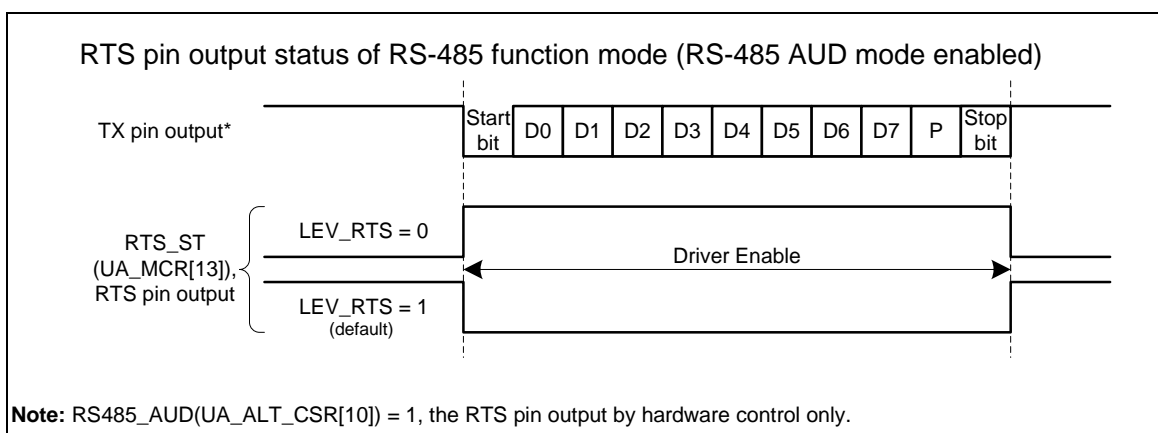 RTS pin output status of RS-485 function mode (RS-485 AUD mode enabled)
TX pin output*
Start bit
D0
D1
D2
D3
D4
D5
D6
D7
P
Stop bit
RTS_ST
(UA_MCR[13]),
RTS pin output
LEV_RTS = 0
Driver Enable
LEV_RTS = 1
(default)
Note: RS485_AUD(UA_ALT_CSR[10]) = 1, the RTS pin output by hardware control only.